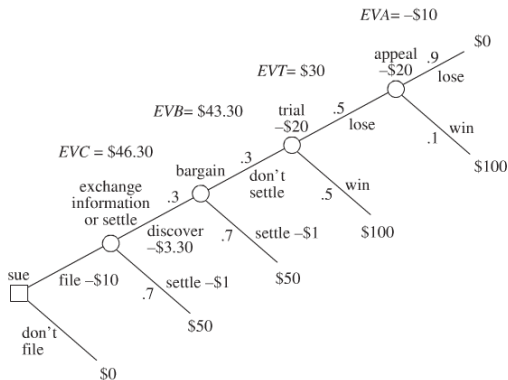 EVA= –$10
$0
appeal .9
–$20 lose
EVT= $30
EVB= $43.30
trial .5
–$20 lose
.1 win
$100
EVC = $46.30
bargain .3 don't
settle
.5 win
$100
exchange
information
or settle .3
discover
–$3.30
.7 settle –$1
$50
sue
file –$10
.7 settle –$1
$50
don't
file
$0